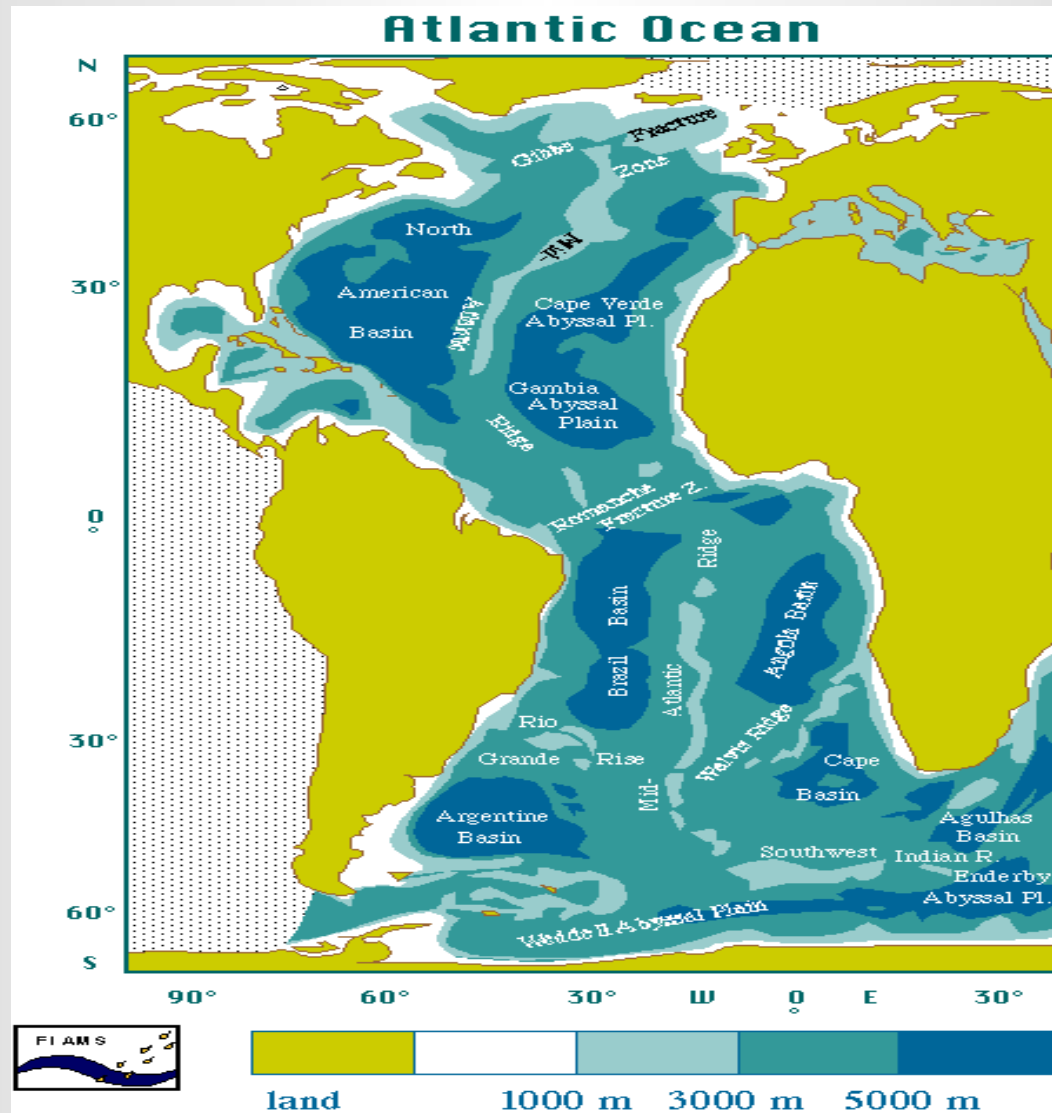 Atlantic Ocean
N
60°
30°
0°
30°
60°
S
Gibbs
Fracture
Zone
North
American
Basin
Mid-
Atlantic
Ridge
Cape Verde
Abyssal Pl.
Gambia
Abyssal
Plain
Romanche
Fracture Z.
Ridge
Atlantic
Mid-
Brazil
Basin
Angola Basin
Rio
Grande
Rise
Walvis Ridge
Cape
Basin
Argentine
Basin
Agulhas
Basin
Southwest
Indian R.
Enderby
Abyssal Pl.
Weddell Abyssal Plain
90°
60°
30°
W
0°
E
30°
FIAMS
land
1000 m
3000 m
5000 m